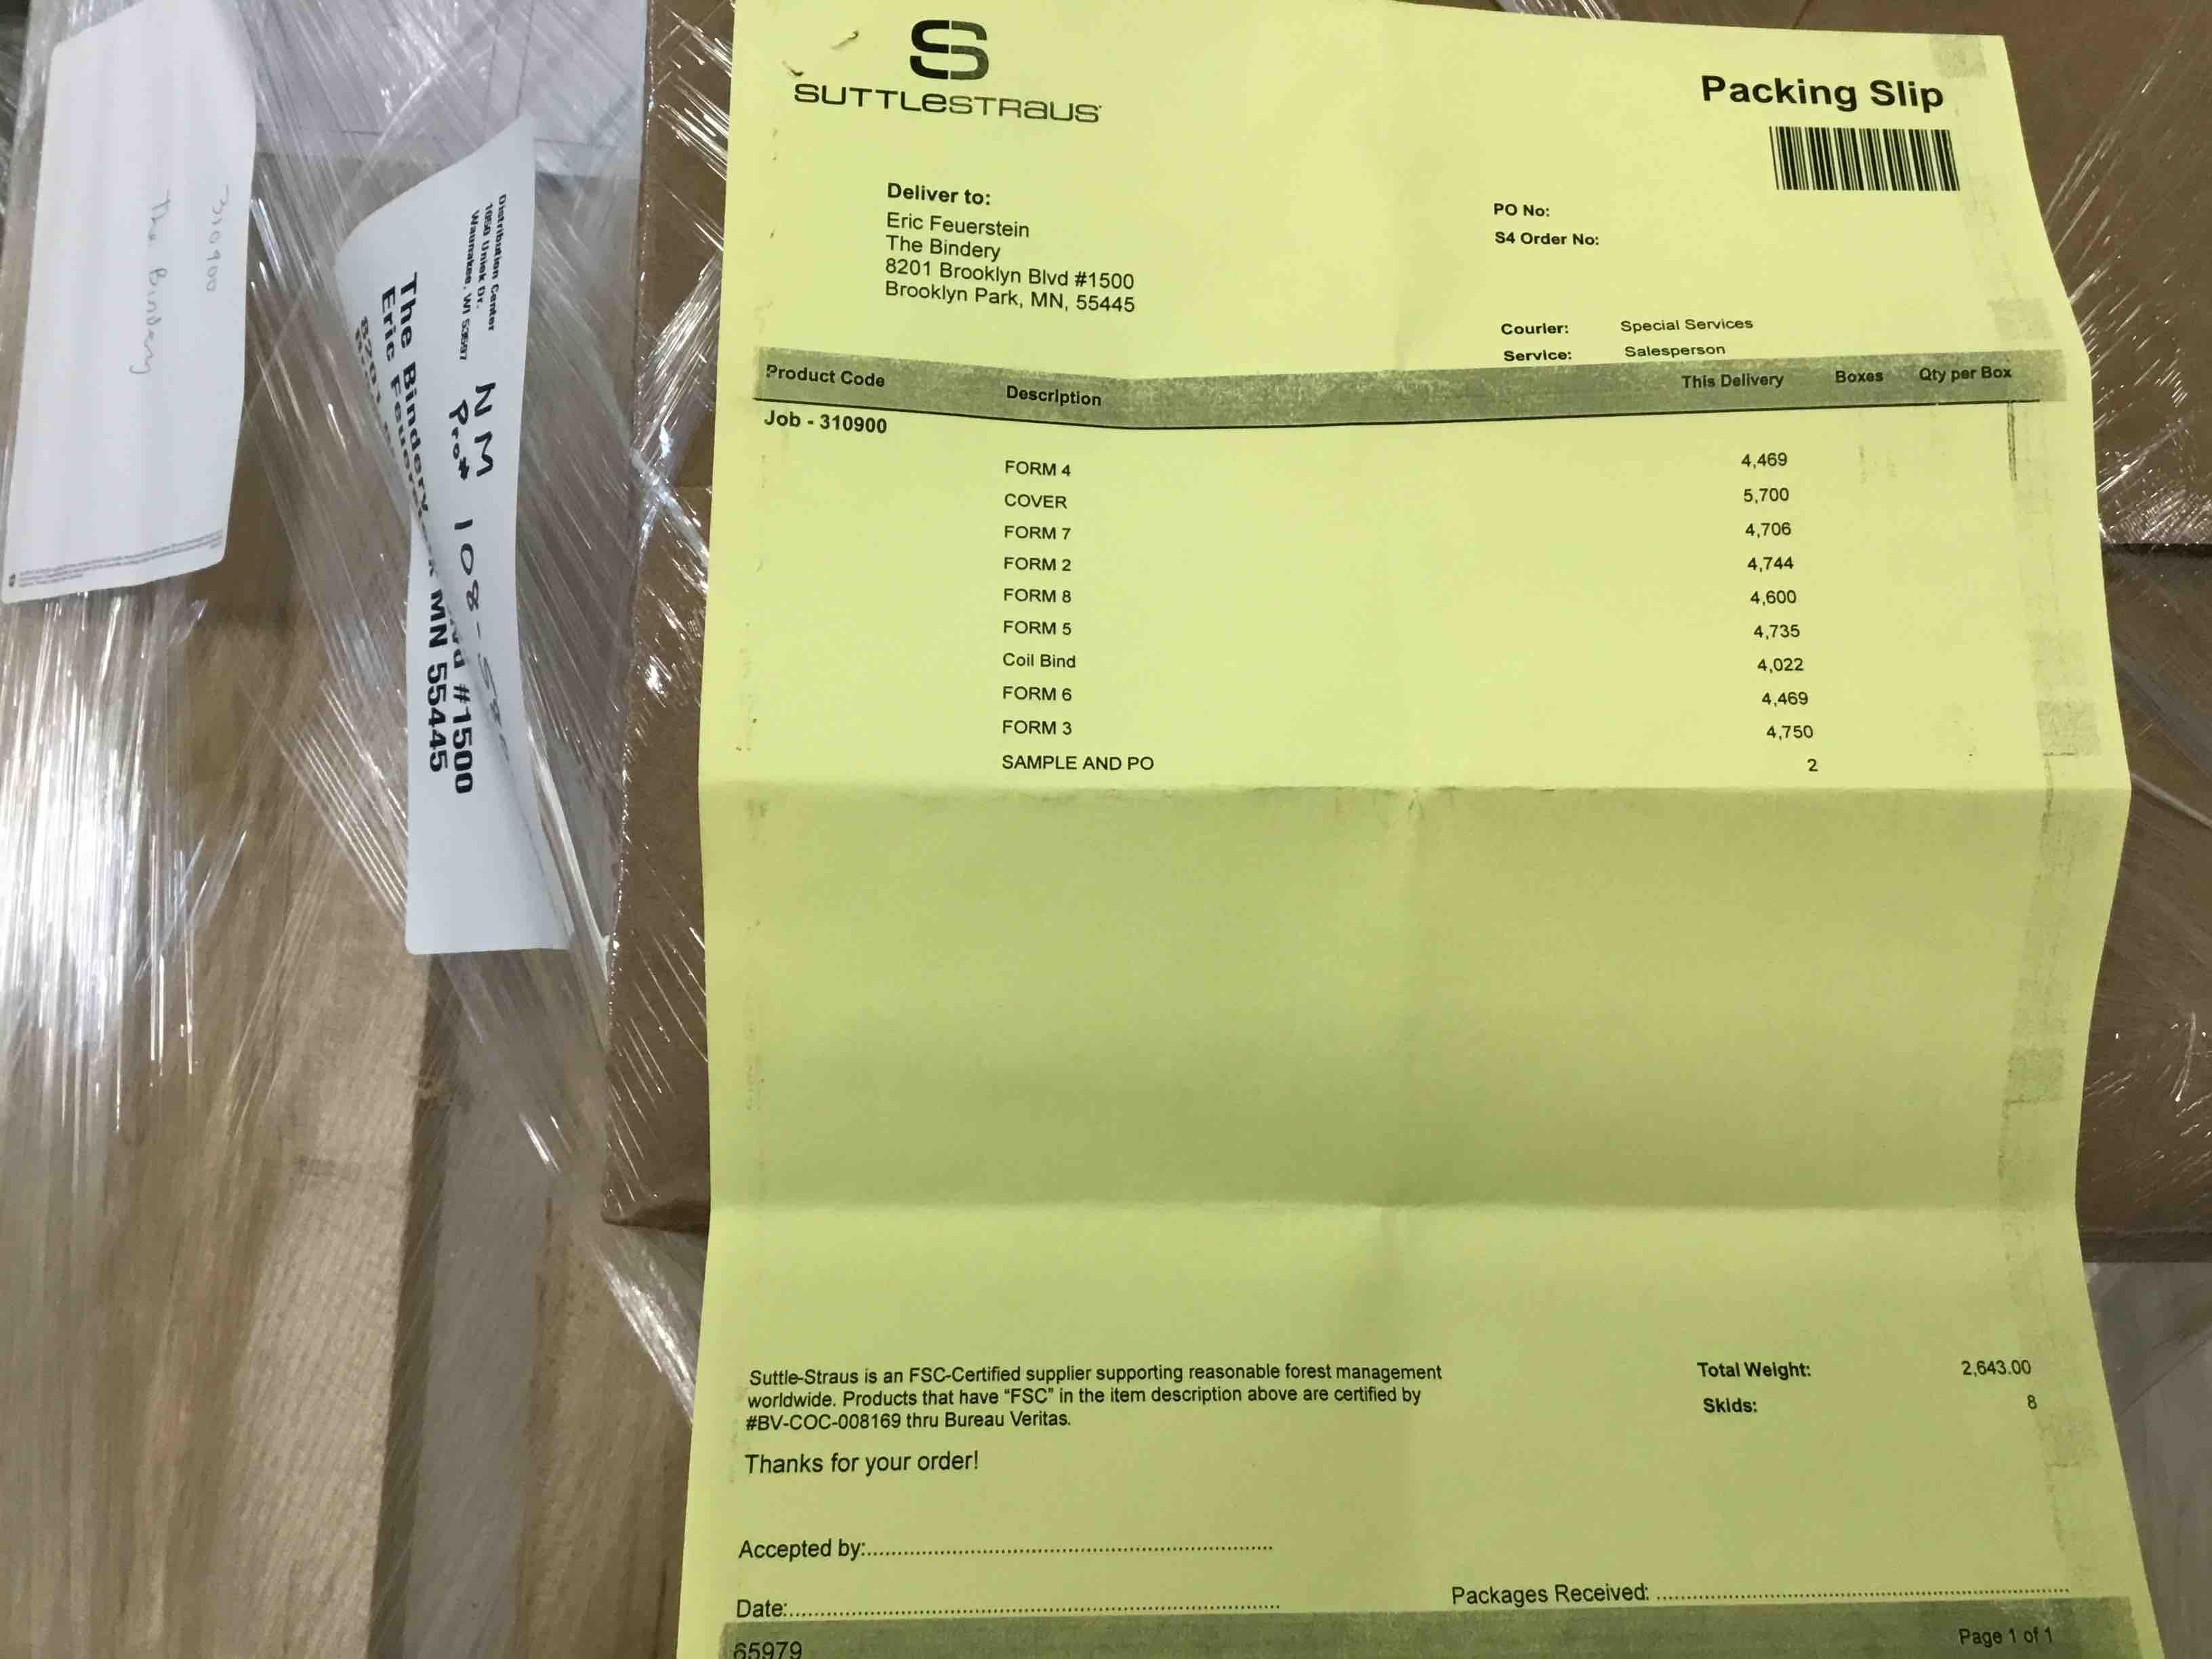 SUTTLESTRAUS
Packing Slip
Deliver to:
Eric Feuerstein
The Bindery
8201 Brooklyn Blvd #1500
Brooklyn Park, MN, 55445
PO No:
S4 Order No:
Courier: Special Services
Service: Salesperson
Product Code Description This Delivery Boxes Qty per Box
Job - 310900
FORM 4 4,469
COVER 5,700
FORM 7 4,706
FORM 2 4,744
FORM 8 4,600
FORM 5 4,735
Coil Bind 4,022
FORM 6 4,469
FORM 3 4,750
SAMPLE AND PO 2
Suttle-Straus is an FSC-Certified supplier supporting reasonable forest management
worldwide. Products that have “FSC” in the item description above are certified by
#BV-COC-008169 thru Bureau Veritas.
Total Weight: 2,643.00
Skids: 8
Thanks for your order!
Accepted by:
Date:
Packages Received:
65979
Page 1 of 1
Distribution Center
1050 Uniek Dr.
Waunakee, WI 53597
NM
Pro# 108-
The Bindery
Eric
8201 #1500
MN 55445
310900
The Bindery